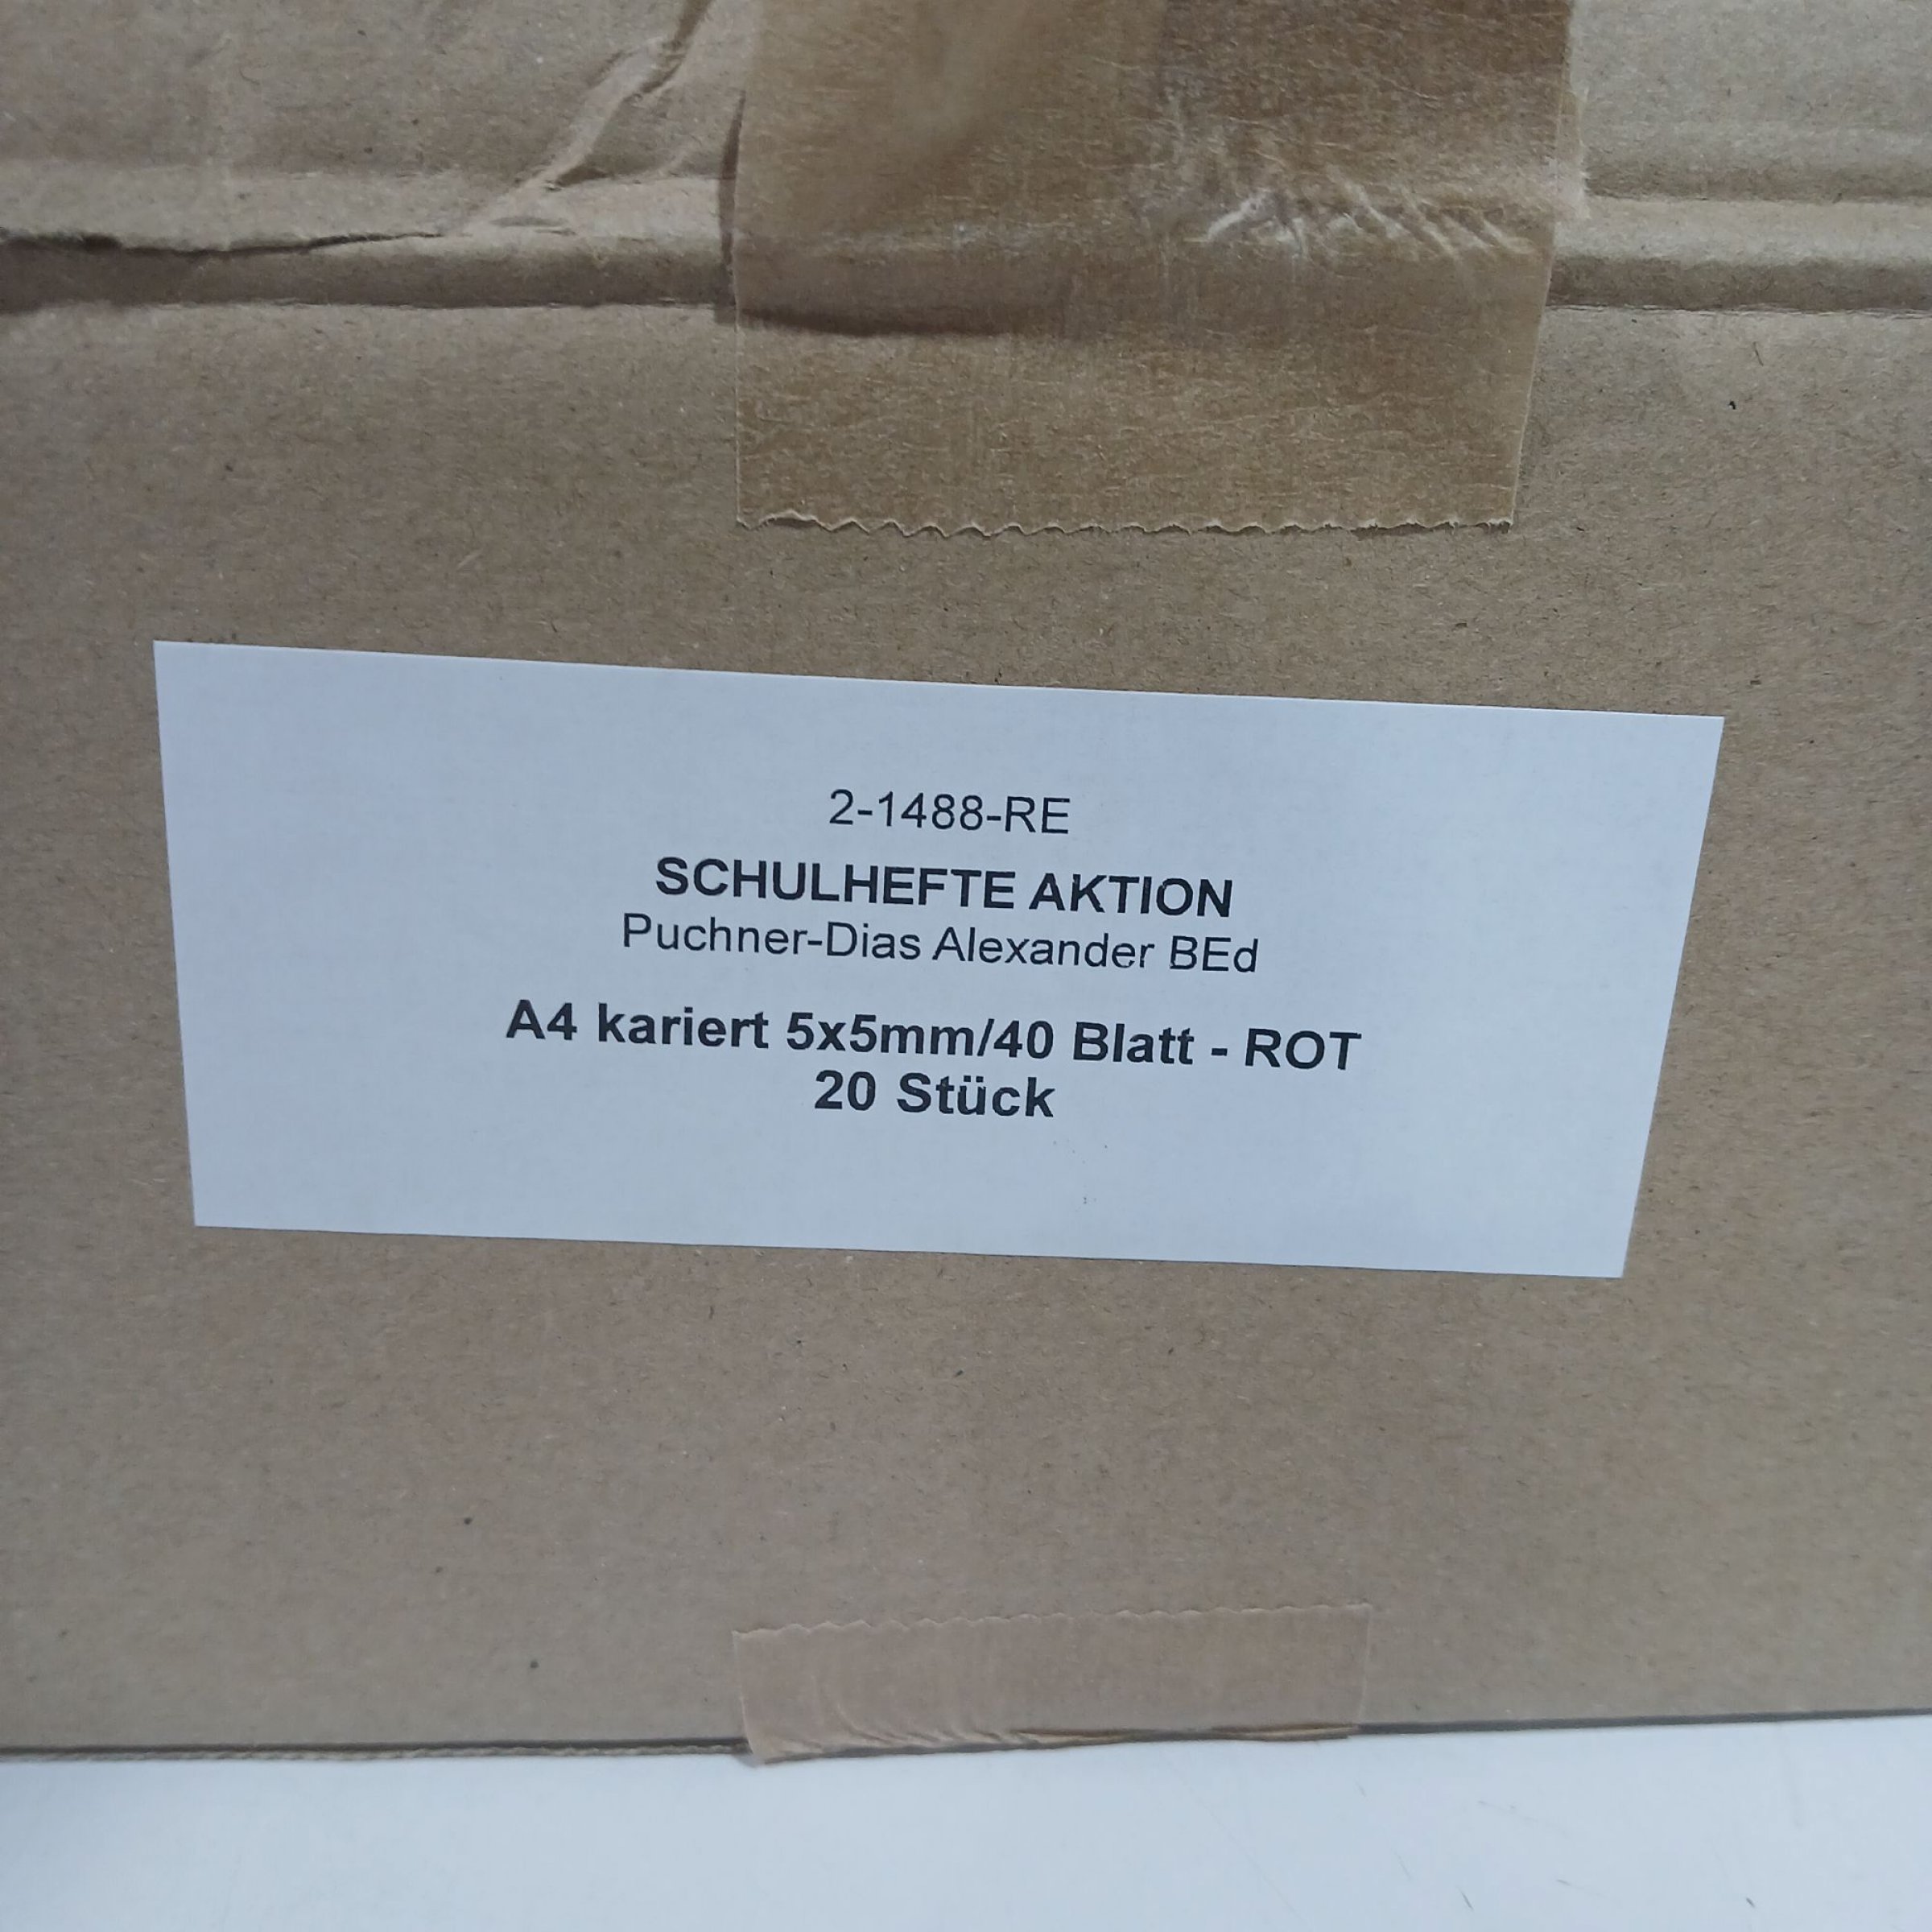 2-1488-RE
SCHULHEFTE AKTION
Puchner-Dias Alexander BEd
A4 kariert 5x5mm/40 Blatt - ROT
20 Stück